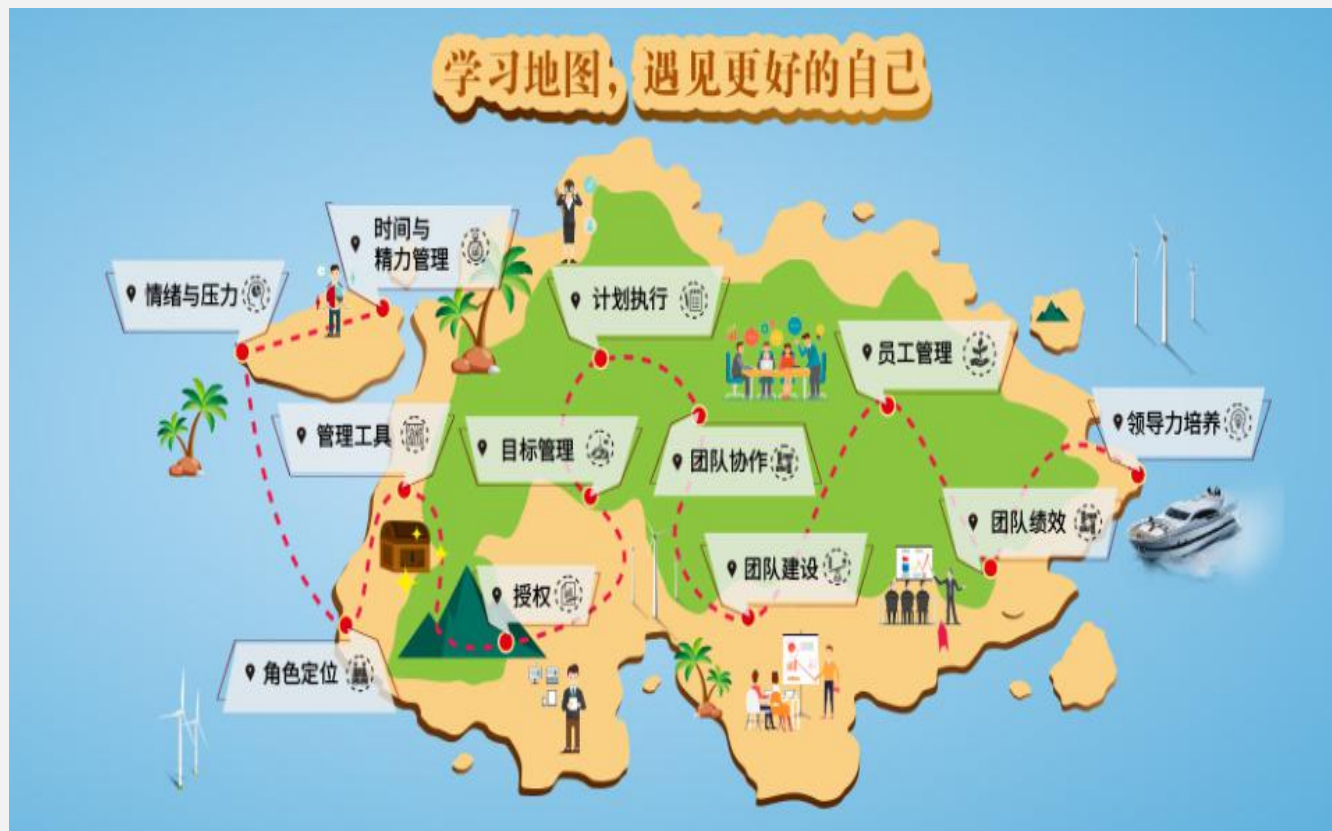 学习地图，遇见更好的自己
时间与
精力管理
情绪与压力
计划执行
员工管理
领导力培养
管理工具
目标管理
团队协作
团队绩效
团队建设
授权
角色定位